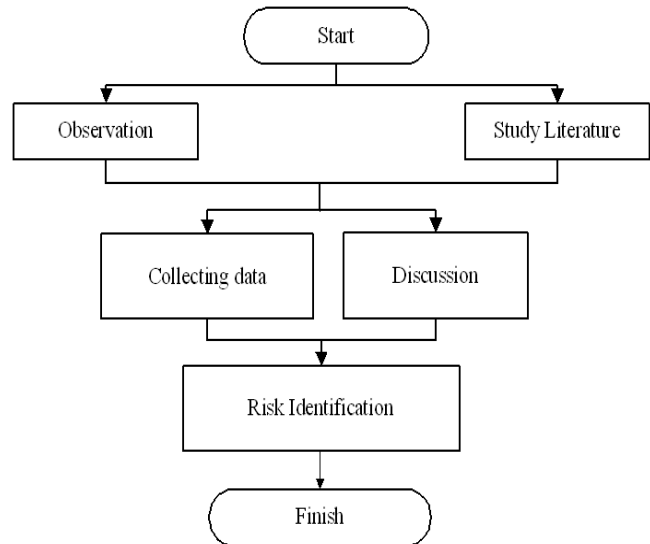 Start
Observation
Study Literature
Collecting data
Discussion
Risk Identification
Finish